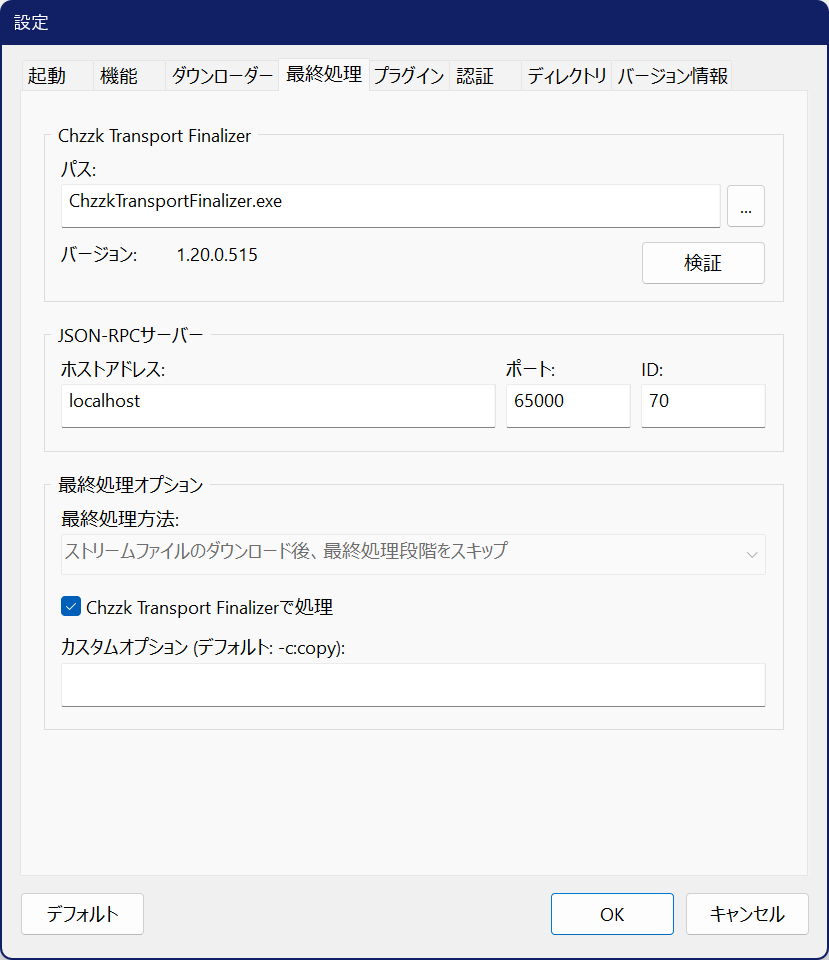 設定
起動 機能 ダウンローダー 最終処理 プラグイン 認証 ディレクトリ バージョン情報
Chzzk Transport Finalizer
パス:
ChzzkTransportFinalizer.exe ...
バージョン: 1.20.0.515 検証
JSON-RPCサーバー
ホストアドレス: ポート: ID:
localhost 65000 70
最終処理オプション
最終処理方法:
ストリームファイルのダウンロード後、最終処理段階をスキップ
Chzzk Transport Finalizerで処理
カスタムオプション (デフォルト: -c:copy):
デフォルト OK キャンセル